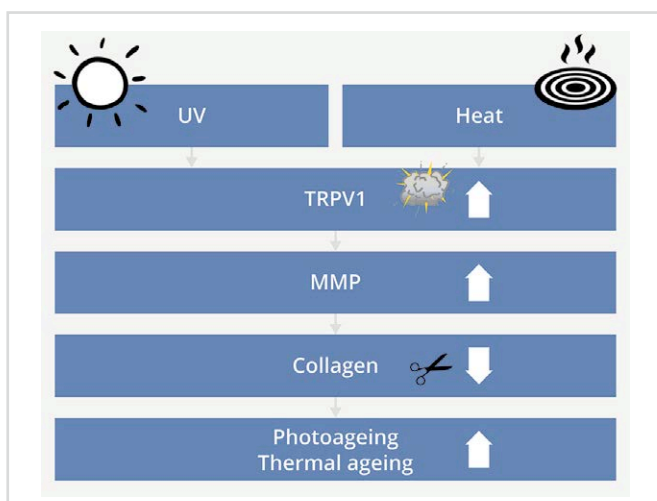 UV
Heat
TRPV1
MMP
Collagen
Photoageing
Thermal ageing